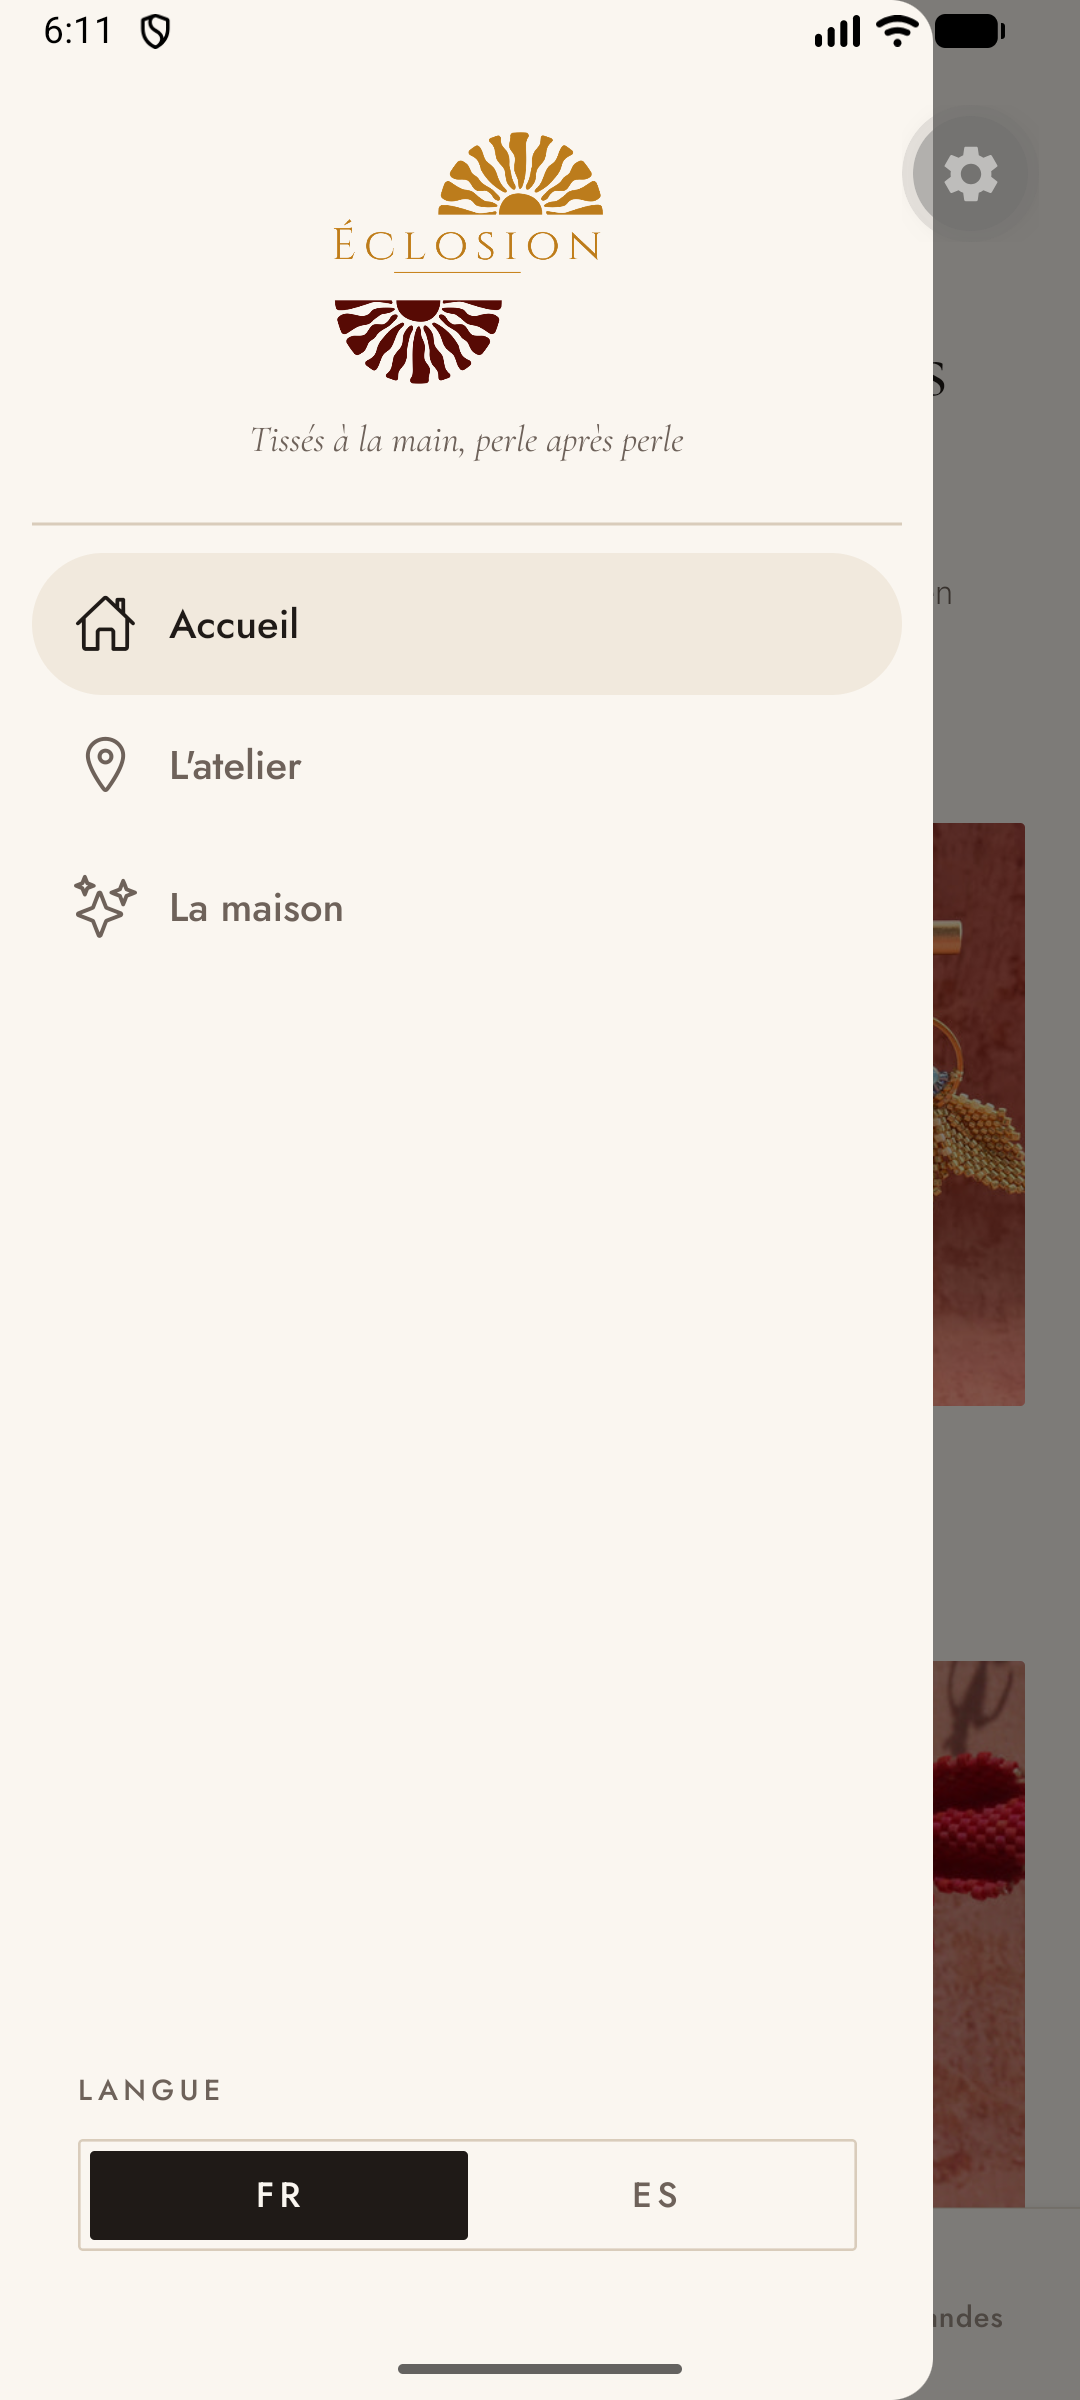 6:11
ÉCLOSION
Tissés à la main, perle après perle
Accueil
L'atelier
La maison
LANGUE
FR
ES